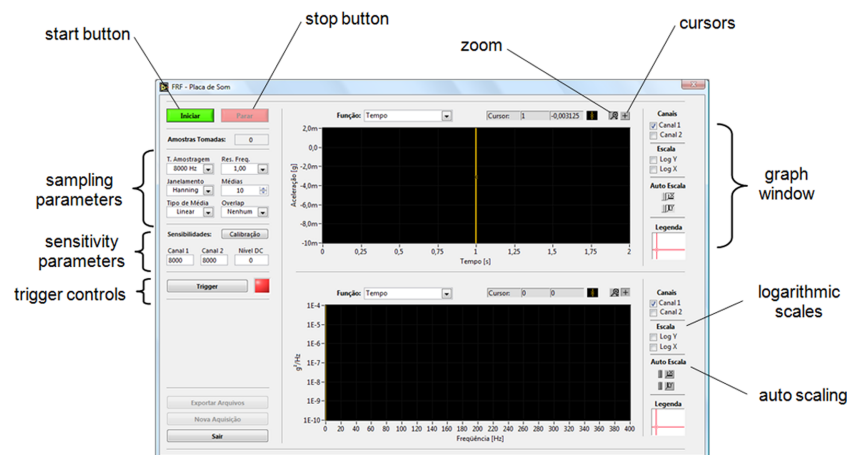 start button
stop button
zoom
cursors
FRF - Placa de Som
Iniciar
Parar
Amostras Tomadas: 0
sampling parameters
T. Amostragem Res. Freq.
8000 Hz 1,00
Janelamento Médias
Hanning 10
Tipo de Média Overlap
Linear Nenhum
sensitivity parameters
Sensibilidades: Calibração
Canal 1 Canal 2 Nível DC
8000 8000 0
trigger controls
Trigger
Exportar Arquivos
Nova Aquisição
Sair
Função: Tempo
Cursor: 1 -0,003125
Aceleração [g]
2,0m
0,0
-2,0m
-4,0m
-6,0m
-8,0m
-10m
0 0,25 0,5 0,75 1 1,25 1,5 1,75 2
Tempo [s]
Canais
Canal 1
Canal 2
Escala
Log Y
Log X
Auto Escala
Legenda
graph window
Função: Tempo
Cursor: 0 0
g²/Hz
1E-4
1E-5
1E-6
1E-7
1E-8
1E-9
1E-10
0 20 40 60 80 100 120 140 160 180 200 220 240 260 280 300 320 340 360 380 400
Freqüência [Hz]
Canais
Canal 1
Canal 2
Escala
Log Y
Log X
Auto Escala
Legenda
logarithmic scales
auto scaling